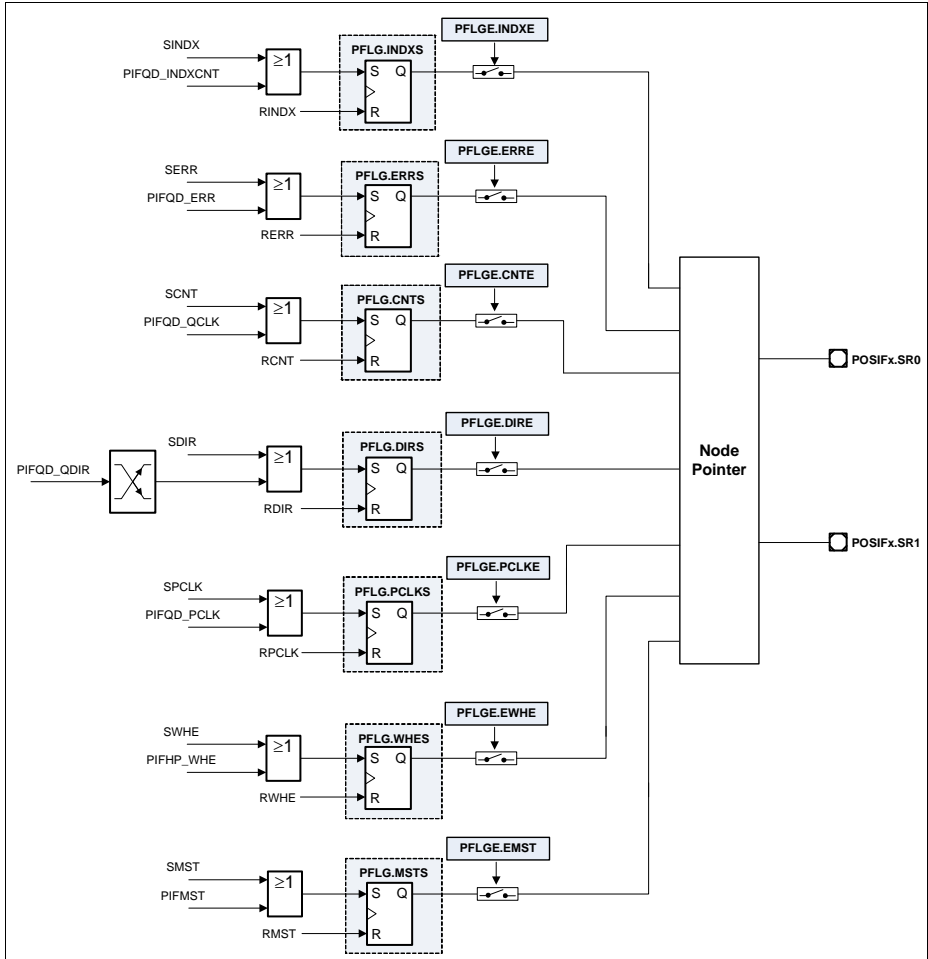 PFLGE.INDXE
SINDX
PFLG.INDXS
≥1
S Q
PIFQD_INDXCNT
RINDX
R
PFLGE.ERRE
SERR
PFLG.ERRS
≥1
S Q
PIFQD_ERR
RERR
R
PFLGE.CNTE
SCNT
PFLG.CNTS
≥1
S Q
PIFQD_QCLK
RCNT
R
POSIFx.SR0
PFLGE.DIRE
SDIR
PFLG.DIRS
≥1
S Q
PIFQD_QDIR
RDIR
R
Node
Pointer
POSIFx.SR1
PFLGE.PCLKE
SPCLK
PFLG.PCLKS
≥1
S Q
PIFQD_PCLK
RPCLK
R
PFLGE.EWHE
SWHE
PFLG.WHES
≥1
S Q
PIFHP_WHE
RWHE
R
PFLGE.EMST
SMST
PFLG.MSTS
≥1
S Q
PIFMST
RMST
R